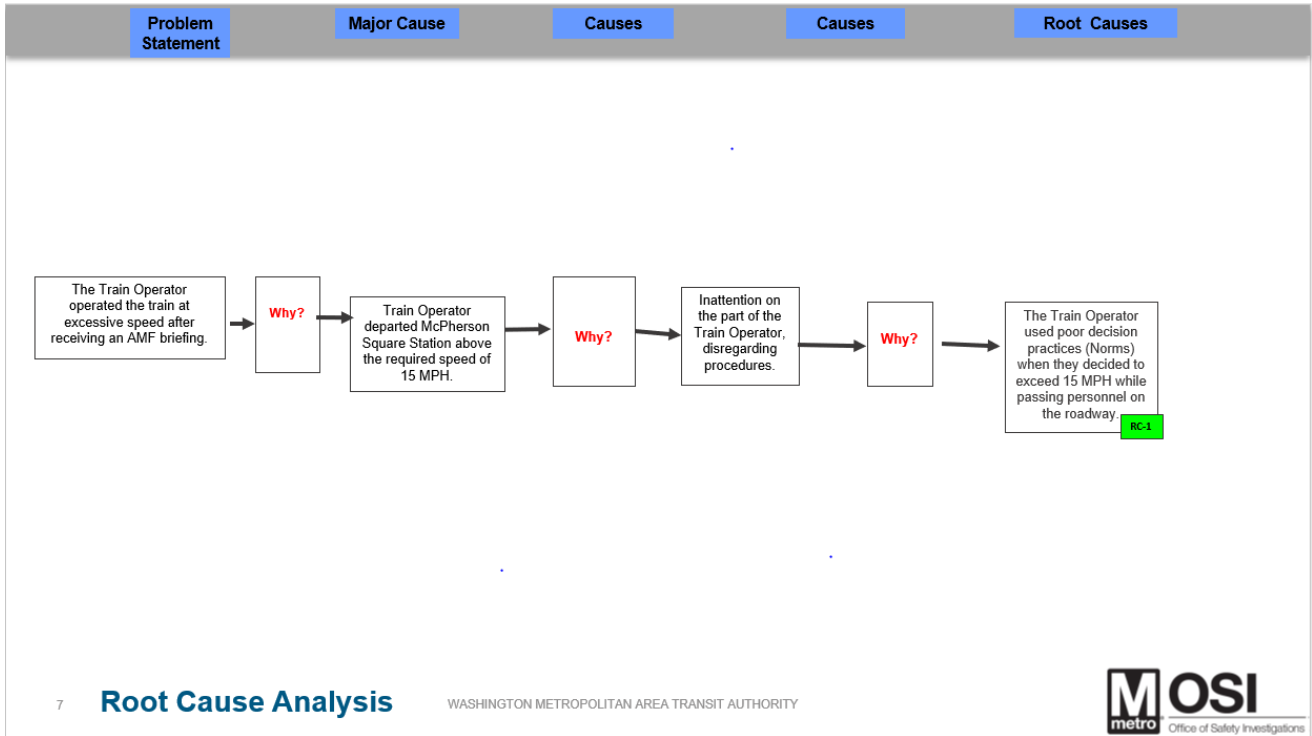 Problem
Statement
Major Cause
Causes
Causes
Root Causes
The Train Operator
operated the train at
excessive speed after
receiving an AMF briefing.
Why?
Train Operator
departed McPherson
Square Station above
the required speed of
15 MPH.
Why?
Inattention on
the part of the
Train Operator,
disregarding
procedures.
Why?
The Train Operator
used poor decision
practices (Norms)
when they decided to
exceed 15 MPH while
passing personnel on
the roadway.
RC-1
7
Root Cause Analysis
WASHINGTON METROPOLITAN AREA TRANSIT AUTHORITY
M
metro
OSI
Office of Safety Investigations